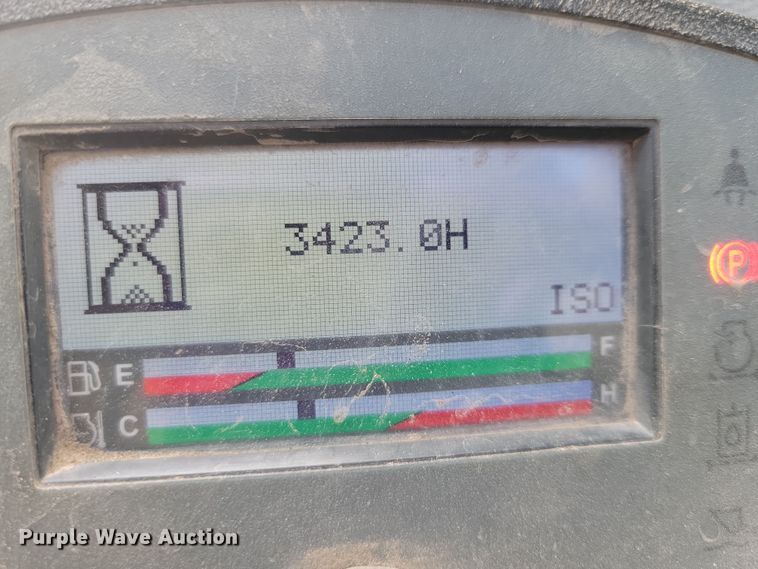 3423.0H
ISO
E F
C H
P
Purple Wave Auction